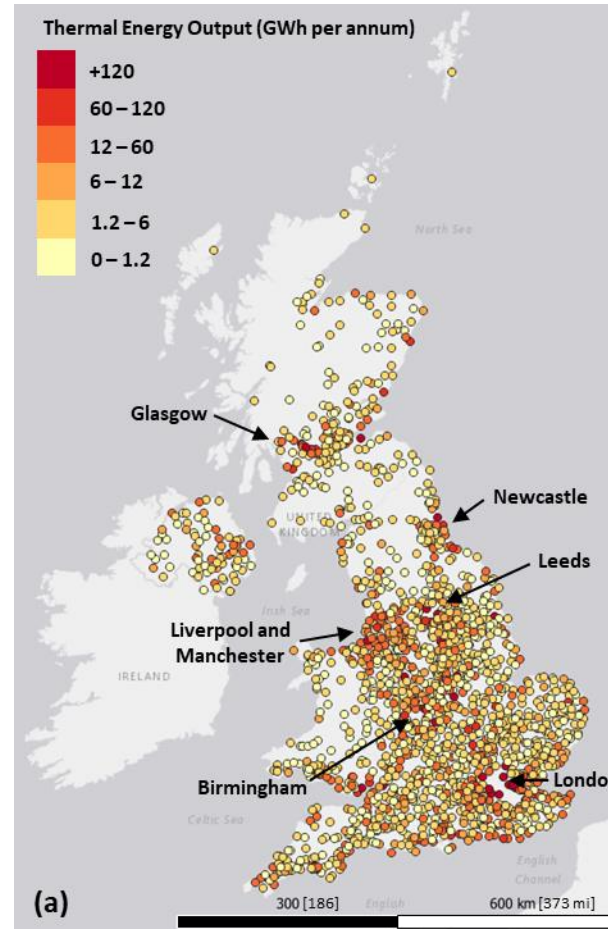 Thermal Energy Output (GWh per annum)
+120
60 – 120
12 – 60
6 – 12
1.2 – 6
0 – 1.2
North Sea
Glasgow
UNITED
KINGDOM
Newcastle
Leeds
Irish Sea
Liverpool and
Manchester
IRELAND
Birmingham
Londo
Celtic Sea
English
Channel
(a)
300 [186]
English
600 km [373 mi]